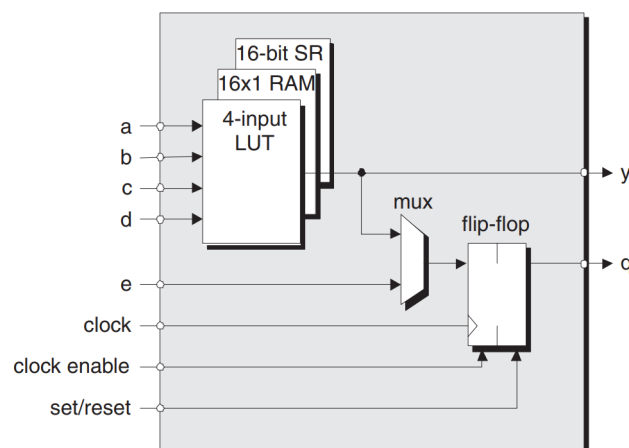 16-bit SR
16x1 RAM
4-input
LUT
a
b
c
d
y
mux
flip-flop
q
e
clock
clock enable
set/reset